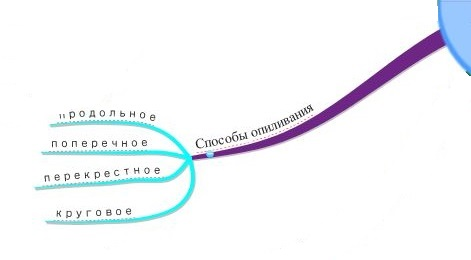 Способы опиливания
продольное
поперечное
перекрестное
круговое